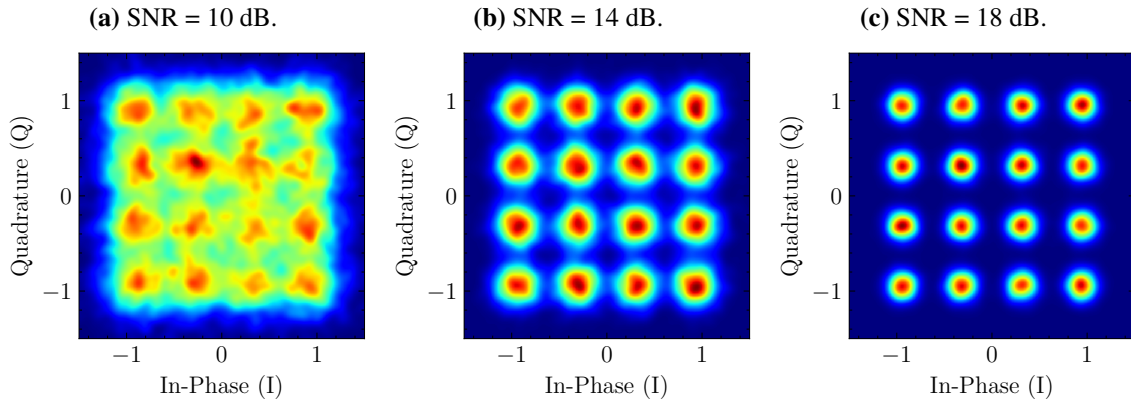 (a) SNR = 10 dB.
(b) SNR = 14 dB.
(c) SNR = 18 dB.
Quadrature (Q)
1
0
−1
−1 0 1
In-Phase (I)
Quadrature (Q)
1
0
−1
−1 0 1
In-Phase (I)
Quadrature (Q)
1
0
−1
−1 0 1
In-Phase (I)